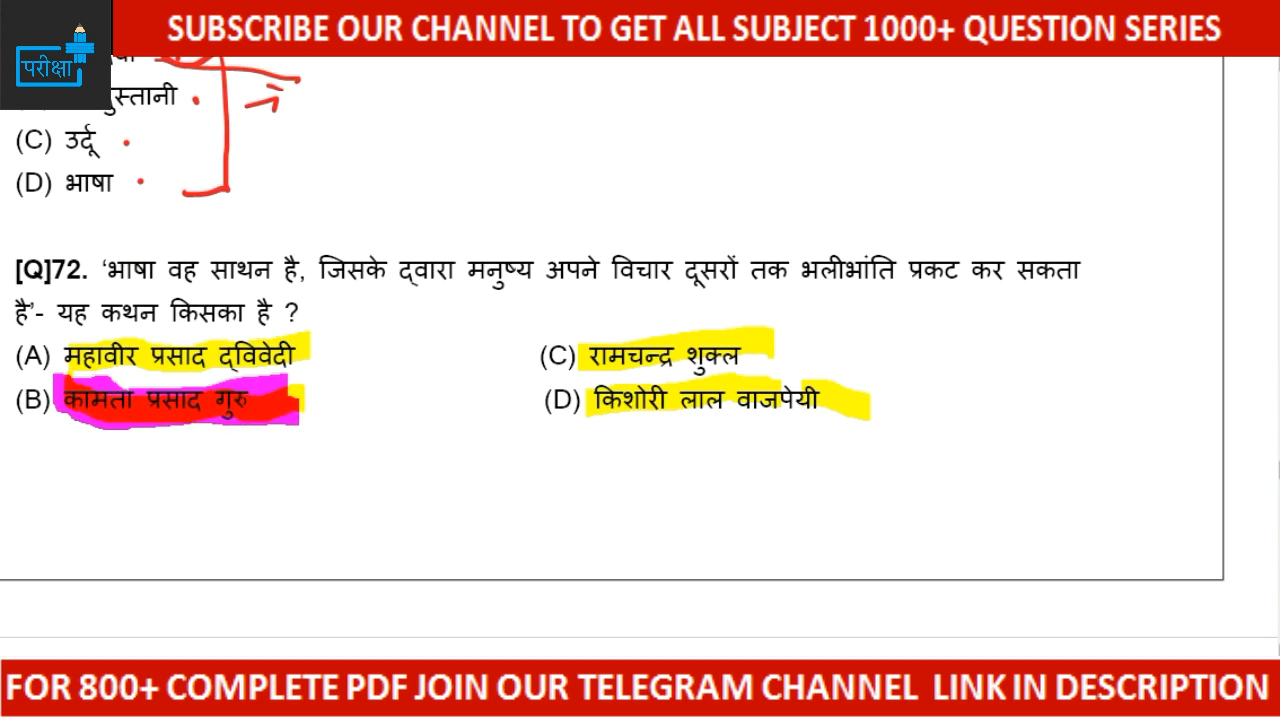 SUBSCRIBE OUR CHANNEL TO GET ALL SUBJECT 1000+ QUESTION SERIES
परीक्षा
(C) उर्दू
(D) भाषा
[Q]72. ‘भाषा वह साथन है, जिसके द्वारा मनुष्य अपने विचार दूसरों तक भलीभांति प्रकट कर सकता
है’- यह कथन किसका है ?
(A) महावीर प्रसाद द्विवेदी (C) रामचन्द्र शुक्ल
(B) कामता प्रसाद गुरु (D) किशोरी लाल वाजपेयी
FOR 800+ COMPLETE PDF JOIN OUR TELEGRAM CHANNEL LINK IN DESCRIPTION